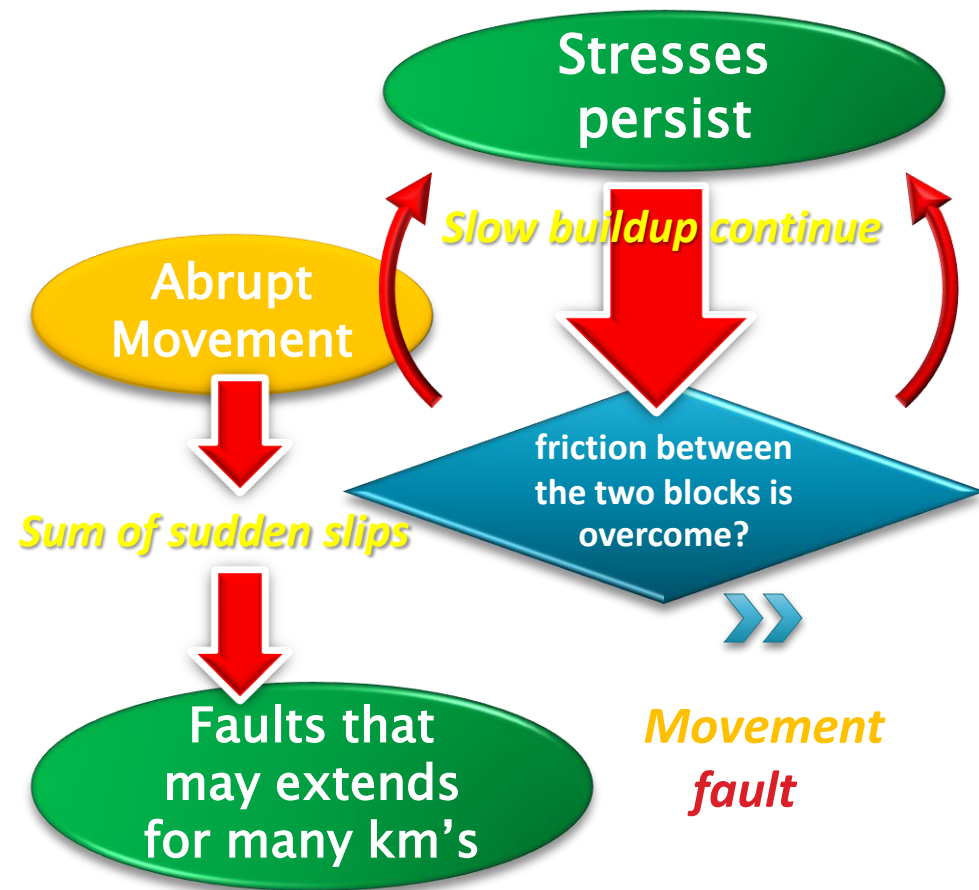 Stresses
persist
Slow buildup continue
Abrupt
Movement
friction between
the two blocks is
overcome?
Sum of sudden slips
Faults that
may extends
for many km's
Movement
fault